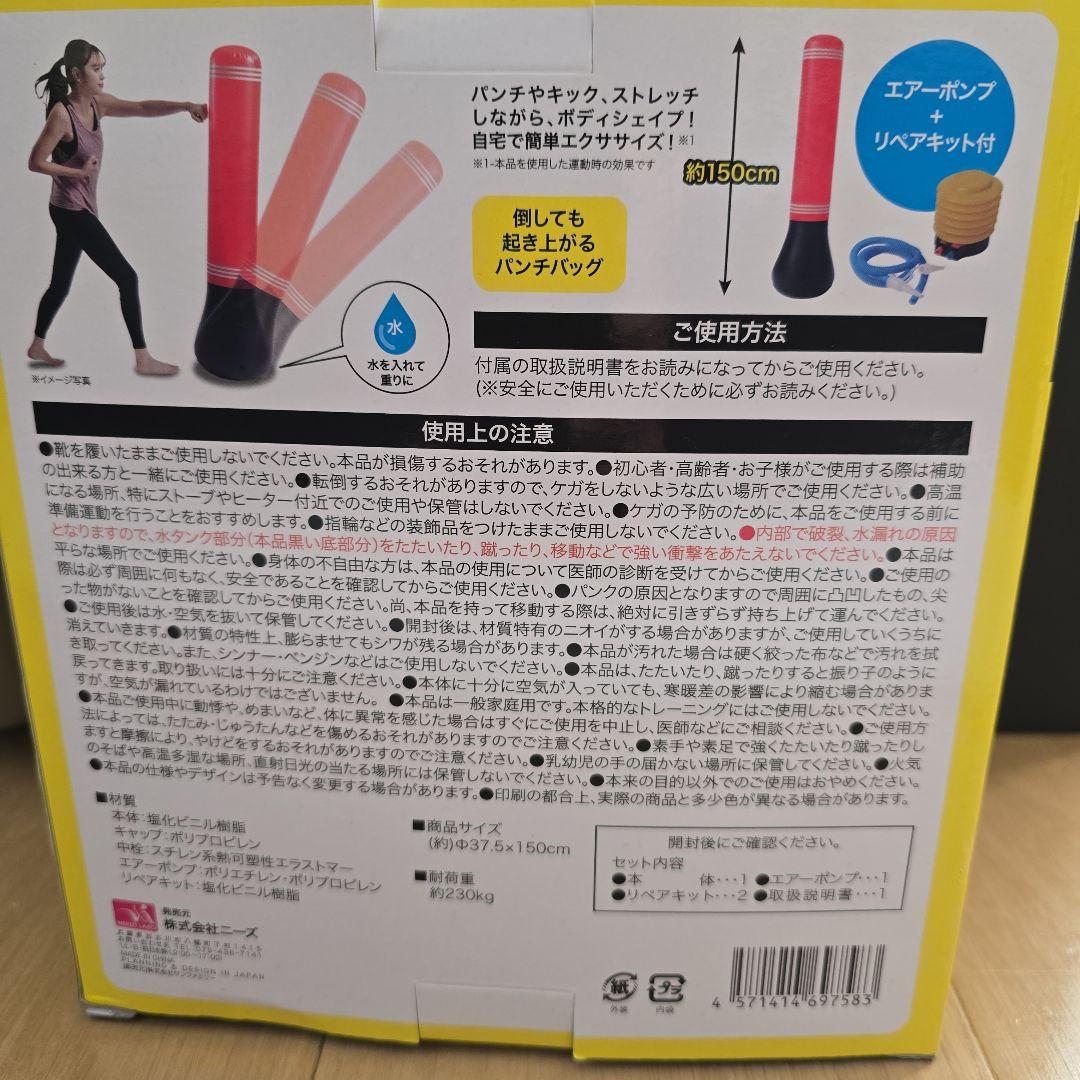 パンチやキック、ストレッチ
しながら、ボディシェイプ!
自宅で簡単エクササイズ!※1
※1-本品を使用した運動時の効果です
倒しても
起き上がる
パンチバッグ
約150cm
エアーポンプ
+
リペアキット付
水
水を入れて
重りに
※イメージ写真
ご使用方法
付属の取扱説明書をお読みになってからご使用ください。
(※安全にご使用いただくために必ずお読みください。)
使用上の注意
●靴を履いたままご使用しないでください。本品が損傷するおそれがあります。●初心者・高齢者・お子様がご使用する際は補助
の出来る方と一緒にご使用ください。●転倒するおそれがありますので、ケガをしないような広い場所でご使用ください。●高温
になる場所、特にストーブやヒーター付近でのご使用や保管はしないでください。●ケガの予防のために、本品をご使用する前に
準備運動を行うことをおすすめします。●指輪などの装飾品をつけたままご使用しないでください。●内部で破裂、水漏れの原因
となりますので、水タンク部分(本品黒い底部分)をたたいたり、蹴ったり、移動などで強い衝撃をあたえないでください。●本品は
平らな場所でご使用ください。●身体の不自由な方は、本品の使用について医師の診断を受けてからご使用ください。●ご使用の
際は必ず周囲に何もなく、安全であることを確認してからご使用ください。●パンクの原因となりますので周囲に凸凹したもの、尖
った物がないことを確認してからご使用ください。尚、本品を持って移動する際は、絶対に引きずらず持ち上げて運んでください。
●ご使用後は水・空気を抜いて保管してください。●開封後は、材質特有のニオイがする場合がありますが、ご使用していくうちに
消えていきます。●材質の特性上、膨らませてもシワが残る場合があります。●本品が汚れた場合は硬く絞った布などで汚れを拭
き取ってください。また、シンナー・ベンジンなどはご使用しないでください。●本品は、たたいたり、蹴ったりすると振り子のように
戻ってきます。取り扱いには十分にご注意ください。●本体に十分に空気が入っていても、寒暖差の影響により縮む場合がありま
すが、空気が漏れているわけではございません。●本品は一般家庭用です。本格的なトレーニングにはご使用しないでください。
●本品ご使用中に動悸や、めまいなど、体に異常を感じた場合はすぐにご使用を中止し、医師などにご相談ください。●ご使用方
法によっては、たたみ・じゅうたんなどを傷めるおそれがありますのでご注意ください。●素手や素足で強くたたいたり蹴ったりし
ますと摩擦により、やけどをするおそれがありますのでご注意ください。●乳幼児の手の届かない場所に保管してください。●火気
のそばや高温多湿な場所、直射日光の当たる場所には保管しないでください。●本来の目的以外でのご使用はおやめください。
●本品の仕様やデザインは予告なく変更する場合があります。●印刷の都合上、実際の商品と多少色が異なる場合があります。
■材質
本体:塩化ビニル樹脂
キャップ:ポリプロピレン
中栓:スチレン系熱可塑性エラストマー
エアーポンプ:ポリエチレン・ポリプロピレン
リペアキット:塩化ビニル樹脂
■商品サイズ
(約)Φ37.5×150cm
■耐荷重
約230kg
開封後にご確認ください。
セット内容
●本 体・・・1 ●エアーポンプ・・・1
●リペアキット・・・2 ●取扱説明書・・・1
発売元
株式会社ニーズ
MADE IN CHINA
PLANNING & DESIGN IN JAPAN
紙
外装
プラ
内袋
4 571414 697583